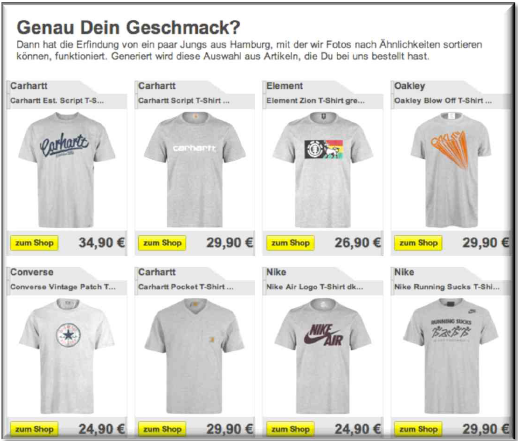 Genau Dein Geschmack?
Dann hat die Erfindung von ein paar Jungs aus Hamburg, mit der wir Fotos nach Ähnlichkeiten sortieren
können, funktioniert. Generiert wird diese Auswahl aus Artikeln, die Du bei uns bestellt hast.
Carhartt Carhartt Element Oakley
Carhartt Est. Script T-S... Carhartt Script T-Shirt ... Element Zion T-Shirt gre... Oakley Blow Off T-Shirt ...
Carhartt carhartt OAKLEY
zum Shop 34,90 € zum Shop 29,90 € zum Shop 26,90 € zum Shop 29,90 €
Converse Carhartt Nike Nike
Converse Vintage Patch T... Carhartt Pocket T-Shirt ... Nike Air Logo T-Shirt dk... Nike Running Sucks T-Shi...
NIKE AIR RUNNING SUCKS
zum Shop 24,90 € zum Shop 29,90 € zum Shop 24,90 € zum Shop 29,90 €